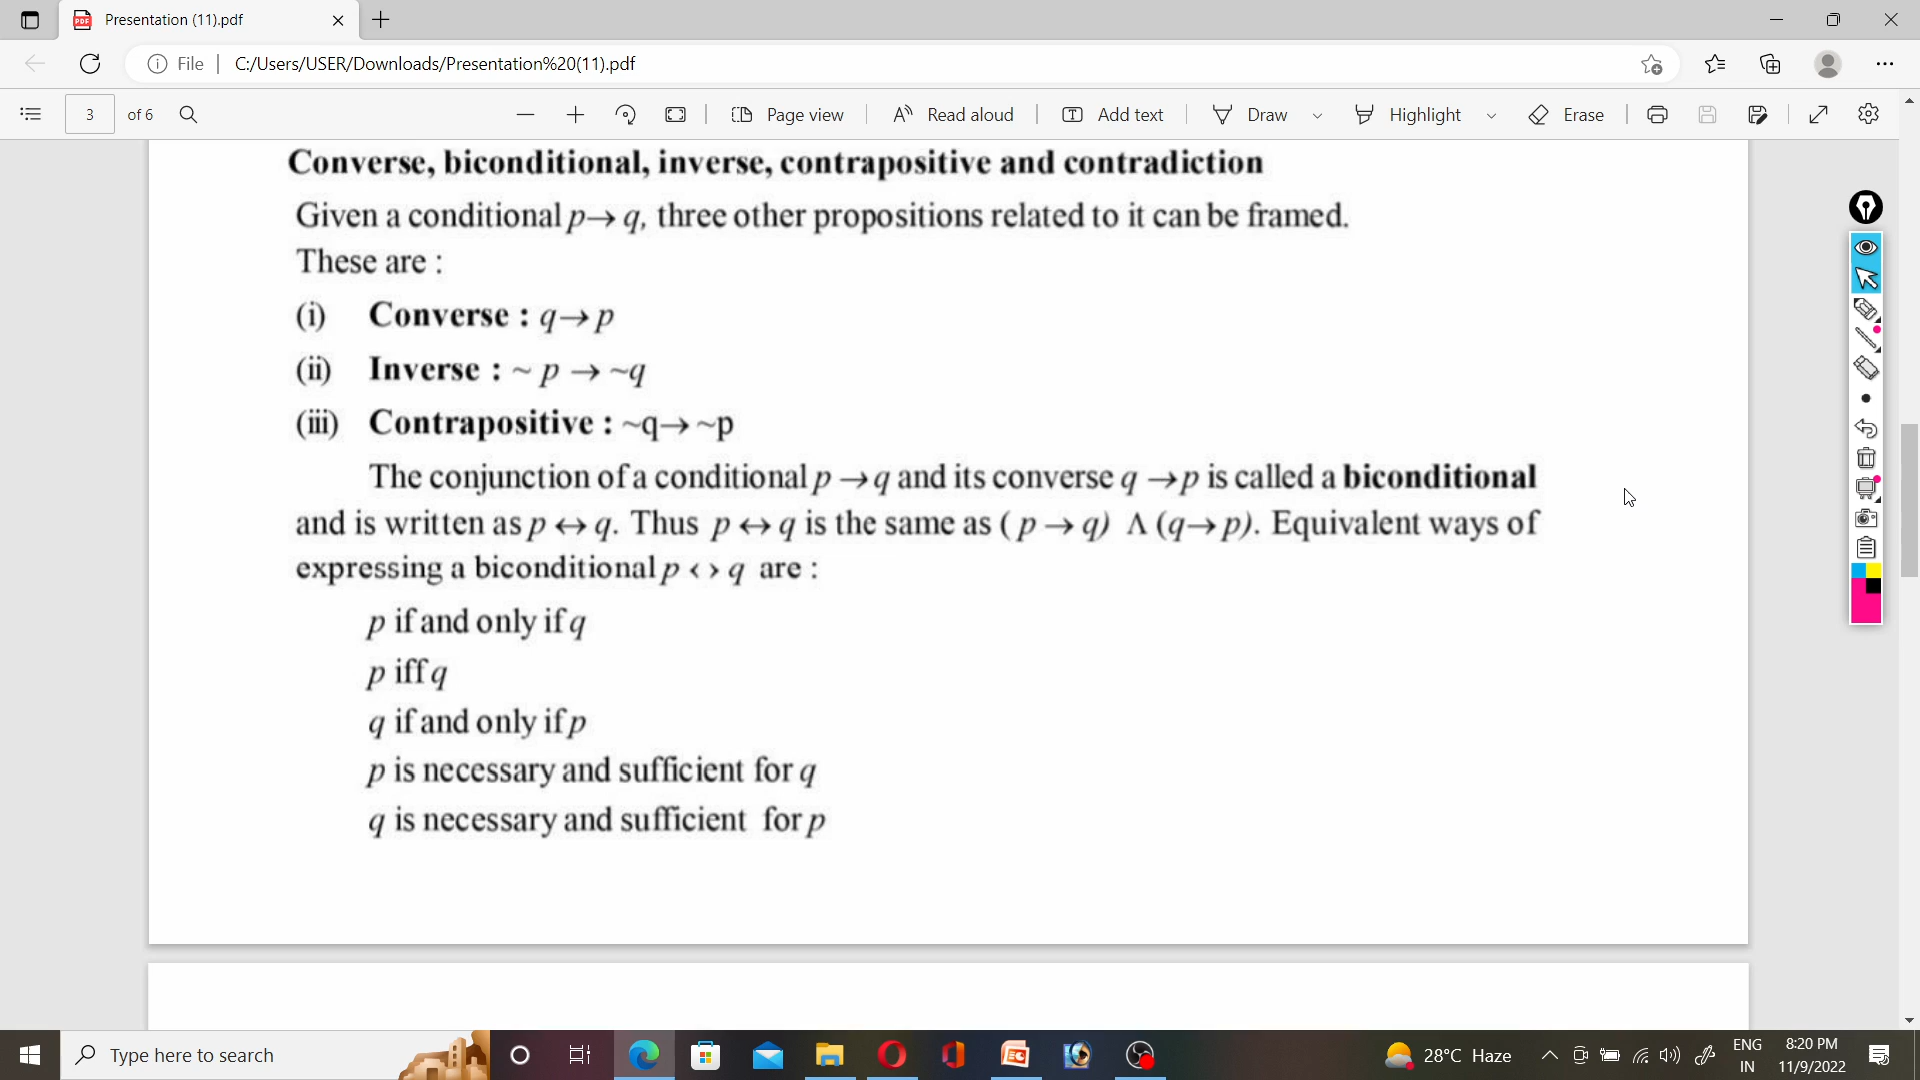 Presentation (11).pdf
File
C:/Users/USER/Downloads/Presentation%20(11).pdf
3 of 6
Page view
Read aloud
Add text
Draw
Highlight
Erase
Converse, biconditional, inverse, contrapositive and contradiction
Given a conditional p→ q, three other propositions related to it can be framed.
These are :
(i) Converse : q→p
(ii) Inverse : ~ p → ~q
(iii) Contrapositive : ~q→ ~p
The conjunction of a conditional p → q and its converse q → p is called a biconditional
and is written as p ↔ q. Thus p ↔ q is the same as ( p → q) Λ (q→p). Equivalent ways of
expressing a biconditional p < > q are :
p if and only if q
p iff q
q if and only if p
p is necessary and sufficient for q
q is necessary and sufficient for p
Type here to search
28°C Haze
ENG
IN
8:20 PM
11/9/2022